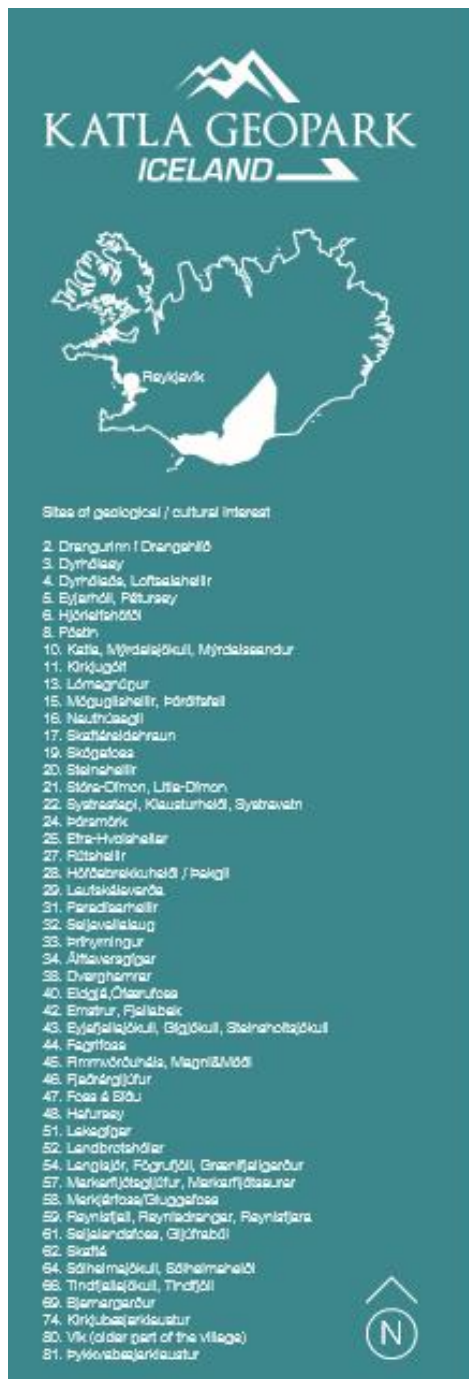 KATLA GEOPARK
ICELAND
Reykjavík
Sites of geological / cultural interest
2. Drangurinn í Drangshlíð
3. Dyrhólaey
4. Dyrhólaós, Loftsalahellir
5. Eyjarhóll, Pétursey
6. Hjörleifshöfði
8. Póstin
10. Katla, Mýrdalsjökull, Mýrdalssandur
11. Kirkjugólf
13. Lómagnúpur
15. Mögugilshellir, Þórólfsfell
16. Nauthúsagil
17. Skaftáreldahraun
19. Skógafoss
20. Steinahellir
21. Stóra-Dímon, Litla-Dímon
22. Systrastapi, Klausturheiði, Systravatn
24. Þórsmörk
25. Efra-Hvolshellar
27. Rútshellir
28. Höfðabrekkuheiði / Þakgil
29. Laufskálavarða
31. Paradísarhellir
32. Seljavallalaug
33. Þríhyrningur
34. Álftaversgígar
38. Dverghamrar
40. Eldgjá, Ófærufoss
42. Emstrur, Fjallabak
43. Eyjafjallajökull, Gígjökull, Steinsholtsjökull
44. Fagrifoss
45. Fimmvörðuháls, Magni&Móði
46. Fjaðrárgljúfur
47. Foss á Síðu
48. Hafursey
51. Lakagígar
52. Landbrotshólar
54. Langisjór, Fögrufjöll, Grænifjallgarður
57. Markarfljótsgljúfur, Markarfljótsaurar
58. Merkjárfoss/Gluggafoss
59. Reynisfjall, Reynisdrangar, Reynisfjara
61. Seljalandsfoss, Gljúfrabúi
62. Skaftá
64. Sólheimajökull, Sólheimaheiði
66. Tindfjallajökull, Tindfjöll
69. Bjarnargarður
74. Kirkjubæjarklaustur
80. Vík (older part of the village)
81. Þykkvabæjarklaustur
N